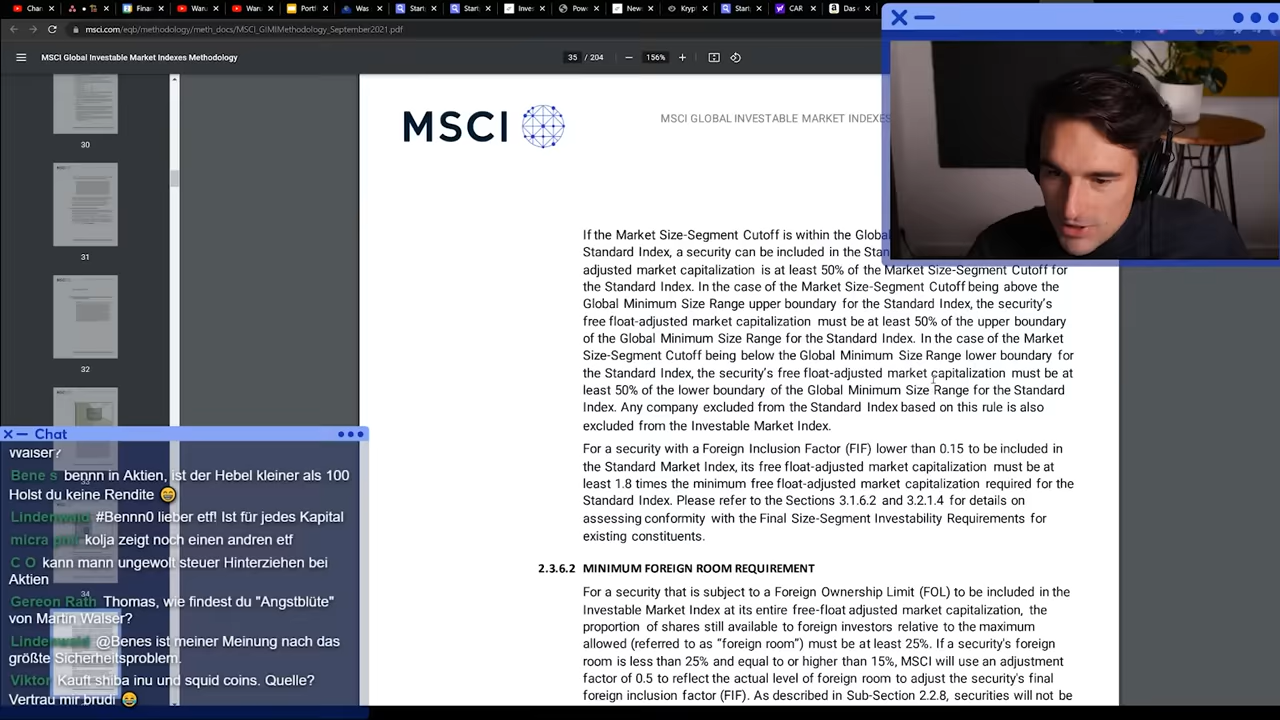 Char
Finan
Waru
Waru
Portf
Was
Start
Start
Inves
Pow
New
Kryp
Start
CAR
Das
msci.com/eqb/methodology/meth_docs/MSCI_GIMIMethodology_September2021.pdf
MSCI Global Investable Market Indexes Methodology
35 / 204
156%
30
31
32
34
MSCI
MSCI GLOBAL INVESTABLE MARKET INDEXES
If the Market Size-Segment Cutoff is within the Global
Standard Index, a security can be included in the Stan
adjusted market capitalization is at least 50% of the Market Size-Segment Cutoff for
the Standard Index. In the case of the Market Size-Segment Cutoff being above the
Global Minimum Size Range upper boundary for the Standard Index, the security's
free float-adjusted market capitalization must be at least 50% of the upper boundary
of the Global Minimum Size Range for the Standard Index. In the case of the Market
Size-Segment Cutoff being below the Global Minimum Size Range lower boundary for
the Standard Index, the security's free float-adjusted market capitalization must be at
least 50% of the lower boundary of the Global Minimum Size Range for the Standard
Index. Any company excluded from the Standard Index based on this rule is also
excluded from the Investable Market Index.
For a security with a Foreign Inclusion Factor (FIF) lower than 0.15 to be included in
the Standard Market Index, its free float-adjusted market capitalization must be at
least 1.8 times the minimum free float-adjusted market capitalization required for the
Standard Index. Please refer to the Sections 3.1.6.2 and 3.2.1.4 for details on
assessing conformity with the Final Size-Segment Investability Requirements for
existing constituents.
2.3.6.2 MINIMUM FOREIGN ROOM REQUIREMENT
For a security that is subject to a Foreign Ownership Limit (FOL) to be included in the
Investable Market Index at its entire free-float adjusted market capitalization, the
proportion of shares still available to foreign investors relative to the maximum
allowed (referred to as "foreign room") must be at least 25%. If a security's foreign
room is less than 25% and equal to or higher than 15%, MSCI will use an adjustment
factor of 0.5 to reflect the actual level of foreign room to adjust the security's final
foreign inclusion factor (FIF). As described in Sub-Section 2.2.8, securities will not be
Chat
Walser?
Bene s bennn in Aktien, ist der Hebel kleiner als 100
Holst du keine Rendite 😄
Lindenwald #Bennn0 lieber etf! Ist für jedes Kapital
micra phil kolja zeigt noch einen andren etf
C O kann mann ungewolt steuer Hinterziehen bei
Aktien
Gereon Rath Thomas, wie findest du "Angstblüte"
von Martin Walser?
Lindenwald @Benes ist meiner Meinung nach das
größte Sicherheitsproblem.
Viktor Kauft shiba inu und squid coins. Quelle?
Vertrau mir brudi 😄